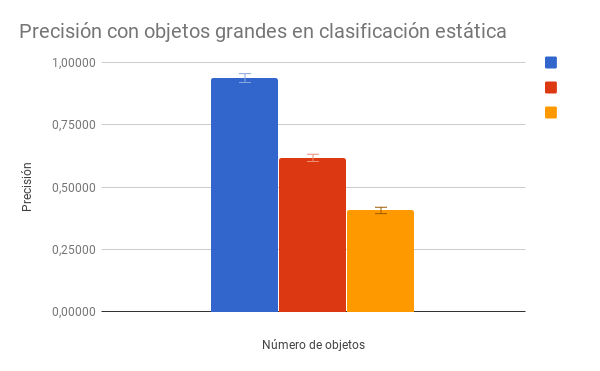 Precisión con objetos grandes en clasificación estática
1,00000
0,75000
0,50000
0,25000
0,00000
Precisión
Número de objetos